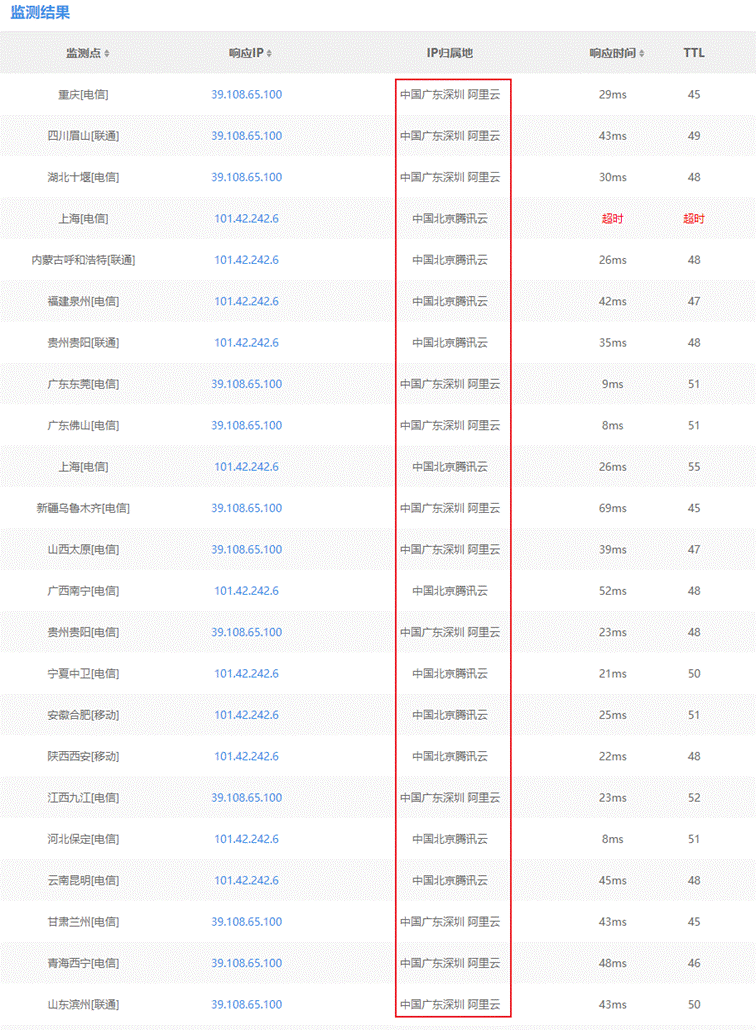 监测结果
监测点 响应IP IP归属地 响应时间 TTL
重庆[电信] 39.108.65.100 中国广东深圳 阿里云 29ms 45
四川眉山[联通] 39.108.65.100 中国广东深圳 阿里云 43ms 49
湖北十堰[电信] 39.108.65.100 中国广东深圳 阿里云 30ms 48
上海[电信] 101.42.242.6 中国北京腾讯云 超时 超时
内蒙古呼和浩特[联通] 101.42.242.6 中国北京腾讯云 26ms 48
福建泉州[电信] 101.42.242.6 中国北京腾讯云 42ms 47
贵州贵阳[联通] 101.42.242.6 中国北京腾讯云 35ms 48
广东东莞[电信] 39.108.65.100 中国广东深圳 阿里云 9ms 51
广东佛山[电信] 39.108.65.100 中国广东深圳 阿里云 8ms 51
上海[电信] 101.42.242.6 中国北京腾讯云 26ms 55
新疆乌鲁木齐[电信] 39.108.65.100 中国广东深圳 阿里云 69ms 45
山西太原[电信] 39.108.65.100 中国广东深圳 阿里云 39ms 47
广西南宁[电信] 101.42.242.6 中国北京腾讯云 52ms 48
贵州贵阳[电信] 39.108.65.100 中国广东深圳 阿里云 23ms 48
宁夏中卫[电信] 101.42.242.6 中国北京腾讯云 21ms 50
安徽合肥[移动] 101.42.242.6 中国北京腾讯云 25ms 51
陕西西安[移动] 101.42.242.6 中国北京腾讯云 22ms 48
江西九江[电信] 39.108.65.100 中国广东深圳 阿里云 23ms 52
河北保定[电信] 101.42.242.6 中国北京腾讯云 8ms 51
云南昆明[电信] 101.42.242.6 中国北京腾讯云 45ms 48
甘肃兰州[电信] 39.108.65.100 中国广东深圳 阿里云 43ms 45
青海西宁[电信] 39.108.65.100 中国广东深圳 阿里云 48ms 46
山东滨州[联通] 39.108.65.100 中国广东深圳 阿里云 43ms 50